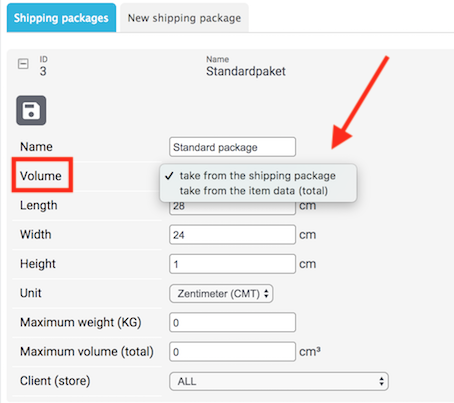 Shipping packages New shipping package
ID Name
3 Standardpaket
Name Standard package
Volume ✓ take from the shipping package
take from the item data (total)
Length 28 cm
Width 24 cm
Height 1 cm
Unit Zentimeter (CMT)
Maximum weight (KG) 0
Maximum volume (total) 0 cm³
Client (store) ALL